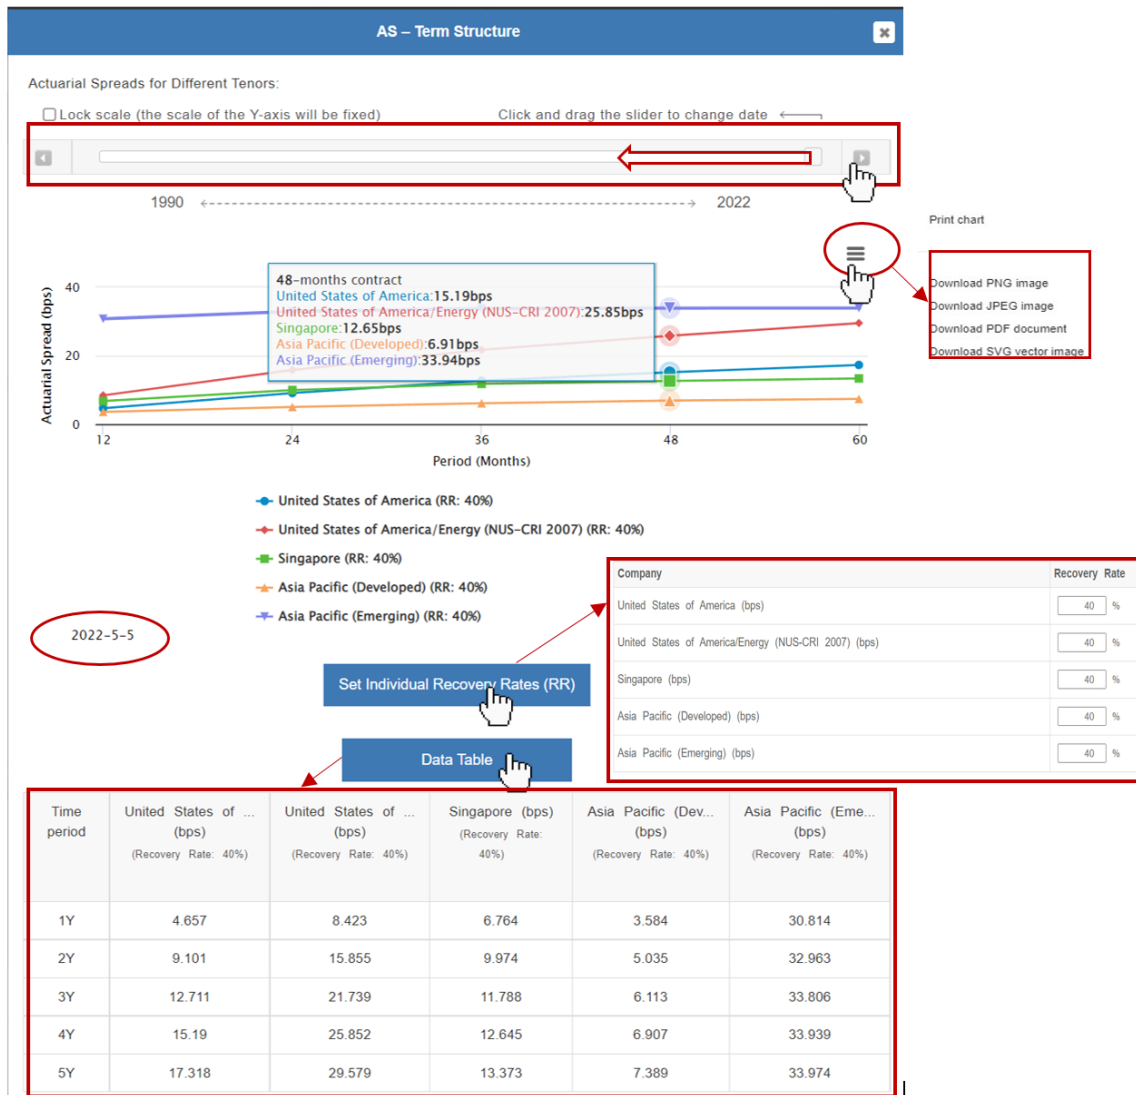 AS – Term Structure
Actuarial Spreads for Different Tenors:
Lock scale (the scale of the Y-axis will be fixed)
Click and drag the slider to change date
1990
2022
Print chart
Download PNG image
Download JPEG image
Download PDF document
Download SVG vector image
48-months contract
United States of America:15.19bps
United States of America/Energy (NUS-CRI 2007):25.85bps
Singapore:12.65bps
Asia Pacific (Developed):6.91bps
Asia Pacific (Emerging):33.94bps
Actuarial Spread (bps)
40
20
0
12 24 36 48 60
Period (Months)
United States of America (RR: 40%)
United States of America/Energy (NUS-CRI 2007) (RR: 40%)
Singapore (RR: 40%)
Asia Pacific (Developed) (RR: 40%)
Asia Pacific (Emerging) (RR: 40%)
2022-5-5
Company Recovery Rate
United States of America (bps) 40 %
United States of America/Energy (NUS-CRI 2007) (bps) 40 %
Singapore (bps) 40 %
Asia Pacific (Developed) (bps) 40 %
Asia Pacific (Emerging) (bps) 40 %
Set Individual Recovery Rates (RR)
Data Table
Time United States of ... United States of ... Singapore (bps) Asia Pacific (Dev... Asia Pacific (Eme...
period (bps) (bps) (Recovery Rate: (bps) (bps)
(Recovery Rate: 40%) (Recovery Rate: 40%) 40%) (Recovery Rate: 40%) (Recovery Rate: 40%)
1Y 4.657 8.423 6.764 3.584 30.814
2Y 9.101 15.855 9.974 5.035 32.963
3Y 12.711 21.739 11.788 6.113 33.806
4Y 15.19 25.852 12.645 6.907 33.939
5Y 17.318 29.579 13.373 7.389 33.974